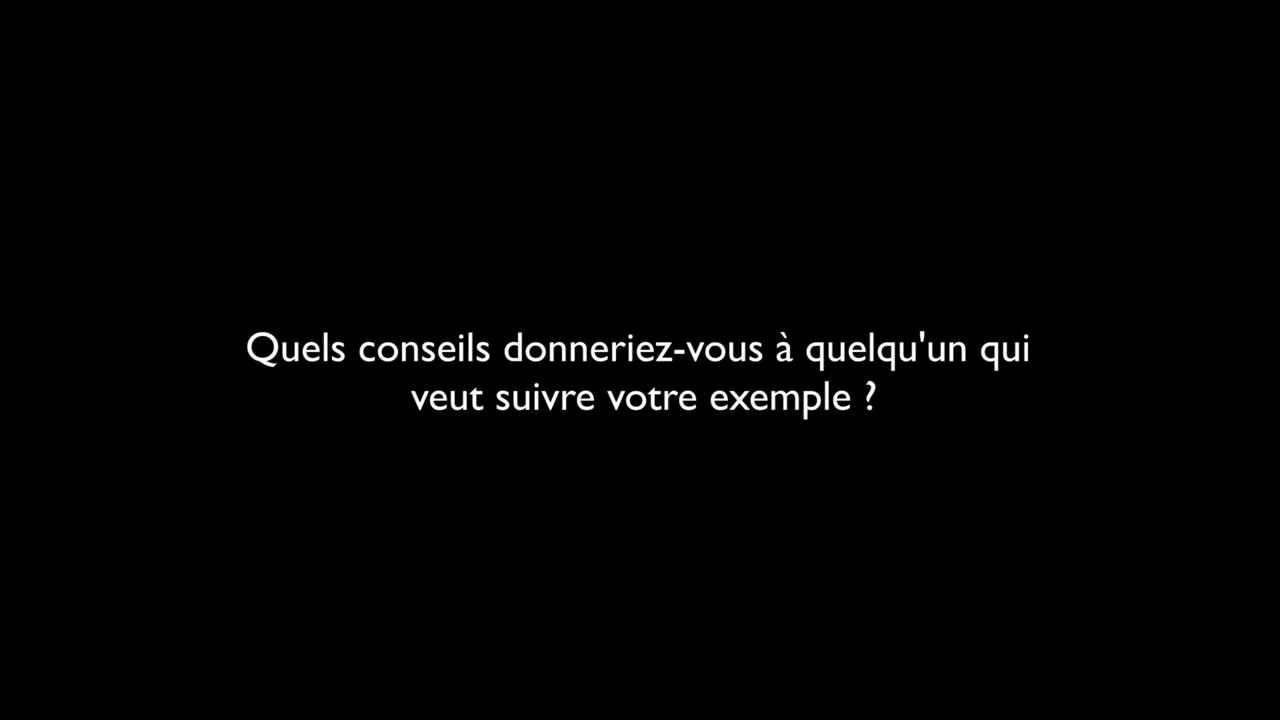 Quels conseils donneriez-vous à quelqu'un qui
veut suivre votre exemple ?